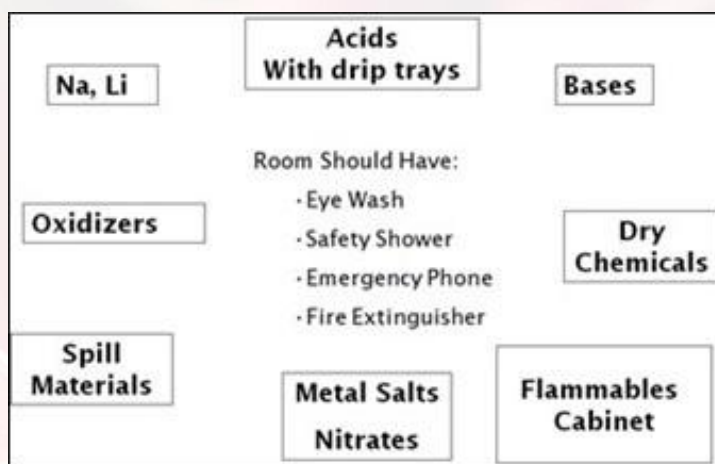 Acids
With drip trays
Na, Li
Bases
Room Should Have:
· Eye Wash
Oxidizers
· Safety Shower
Dry
Chemicals
· Emergency Phone
· Fire Extinguisher
Spill
Materials
Metal Salts
Nitrates
Flammables
Cabinet